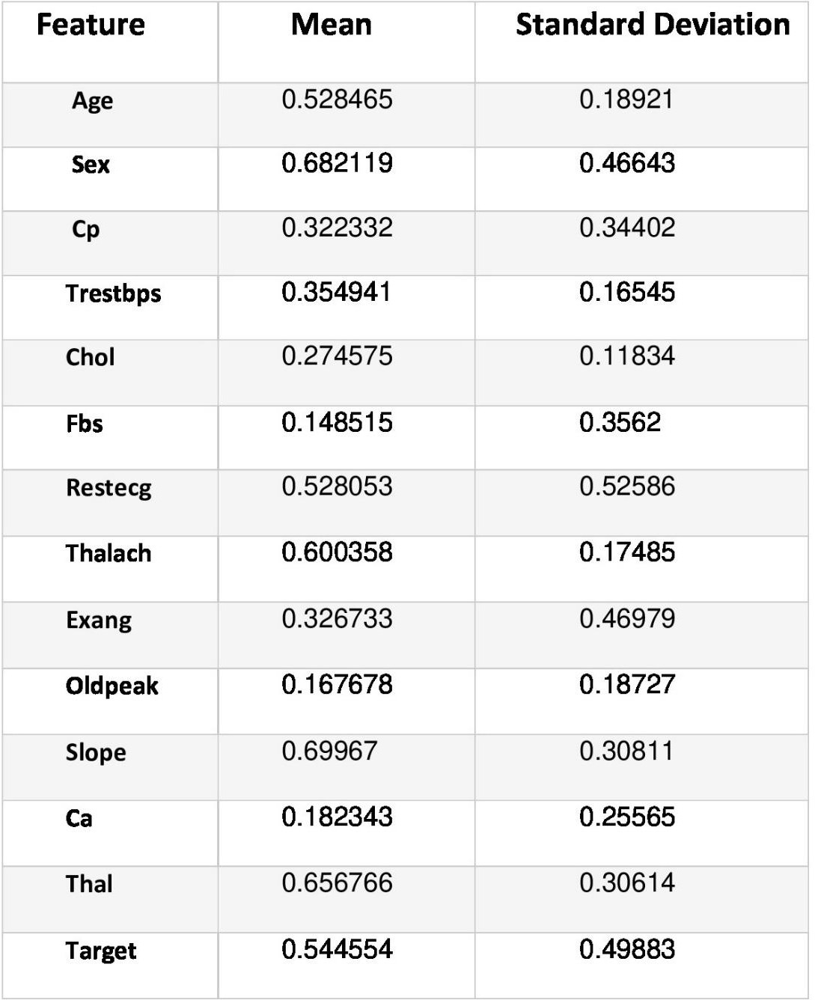 Feature Mean Standard Deviation
Age 0.528465 0.18921
Sex 0.682119 0.46643
Cp 0.322332 0.34402
Trestbps 0.354941 0.16545
Chol 0.274575 0.11834
Fbs 0.148515 0.3562
Restecg 0.528053 0.52586
Thalach 0.600358 0.17485
Exang 0.326733 0.46979
Oldpeak 0.167678 0.18727
Slope 0.69967 0.30811
Ca 0.182343 0.25565
Thal 0.656766 0.30614
Target 0.544554 0.49883